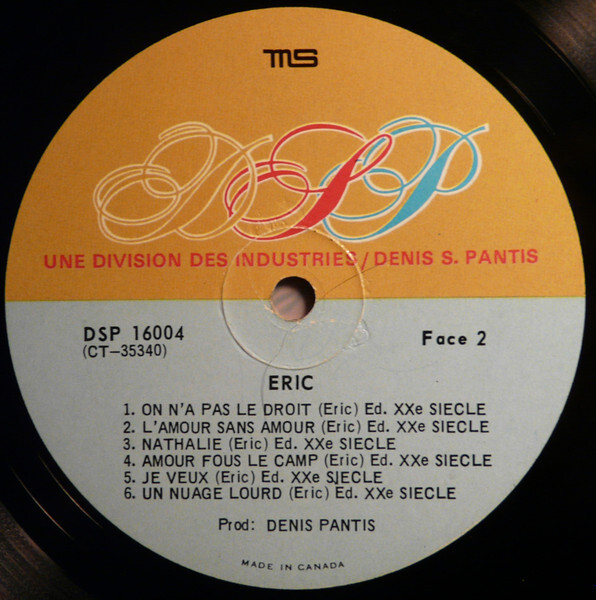 MS
DSP
UNE DIVISION DES INDUSTRIES/DENIS S. PANTIS
DSP 16004
(CT-35340)
Face 2
ERIC
1. ON N'A PAS LE DROIT (Eric) Ed. XXe SIECLE
2. L'AMOUR SANS AMOUR (Eric) Ed. XXe SIECLE
3. NATHALIE (Eric) Ed. XXe SIECLE
4. AMOUR FOUS LE CAMP (Eric) Ed. XXe SIECLE
5. JE VEUX (Eric) Ed. XXe SJECLE
6. UN NUAGE LOURD (Eric) Ed. XXe SIECLE
Prod: DENIS PANTIS
MADE IN CANADA